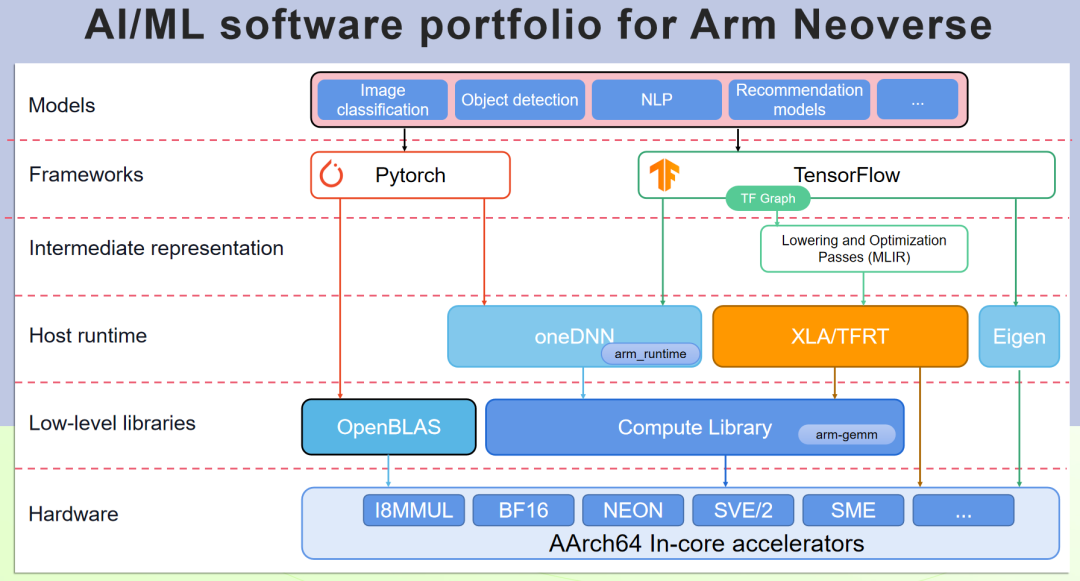 AI/ML software portfolio for Arm Neoverse
Models
Image
classification
Object detection
NLP
Recommendation
models
...
Frameworks
Pytorch
TensorFlow
TF Graph
Intermediate representation
Lowering and Optimization
Passes (MLIR)
Host runtime
oneDNN
arm_runtime
XLA/TFRT
Eigen
Low-level libraries
OpenBLAS
Compute Library
arm-gemm
Hardware
I8MMUL
BF16
NEON
SVE/2
SME
...
AArch64 In-core accelerators